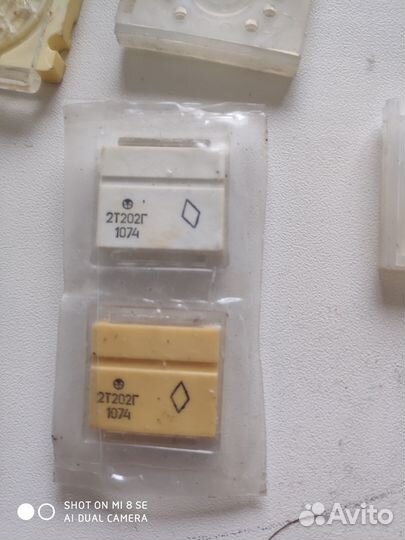 2Т202Г
1074
2Т202Г
1074
SHOT ON MI 8 SE
AI DUAL CAMERA
Avito